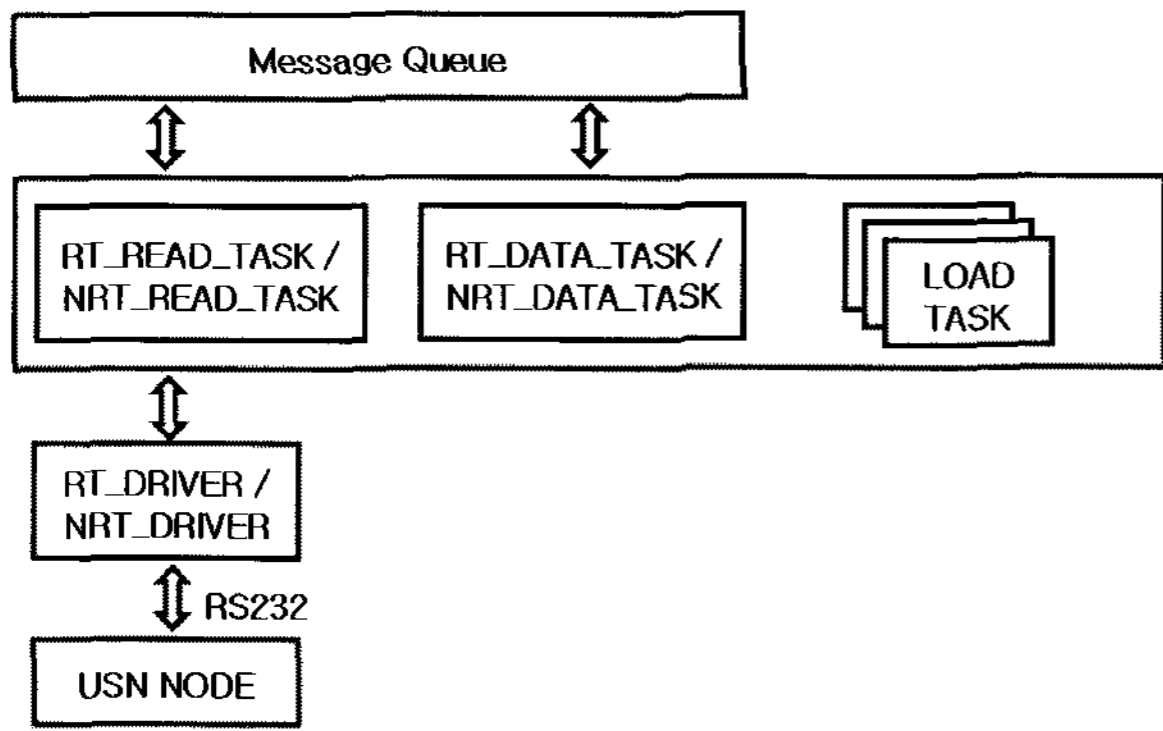 Message Queue
RT_READ_TASK /
NRT_READ_TASK
RT_DATA_TASK /
NRT_DATA_TASK
LOAD
TASK
RT_DRIVER /
NRT_DRIVER
RS232
USN NODE